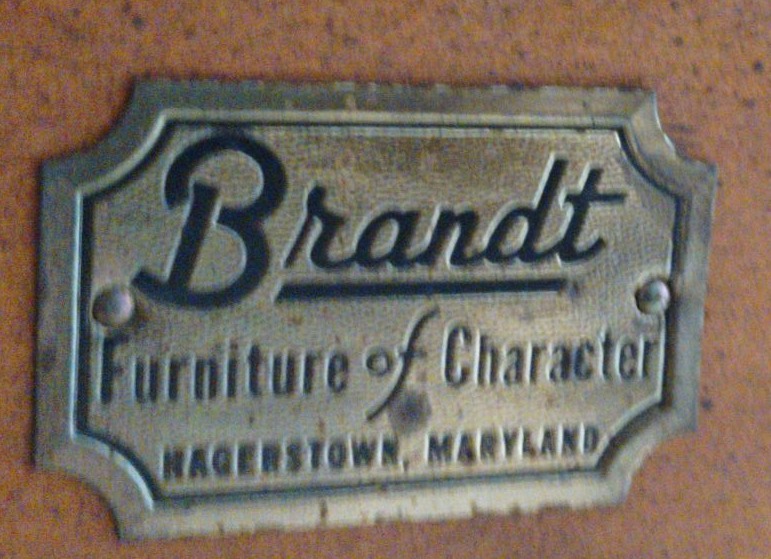 Brandt
Furniture of Character
HAGERSTOWN, MARYLAND